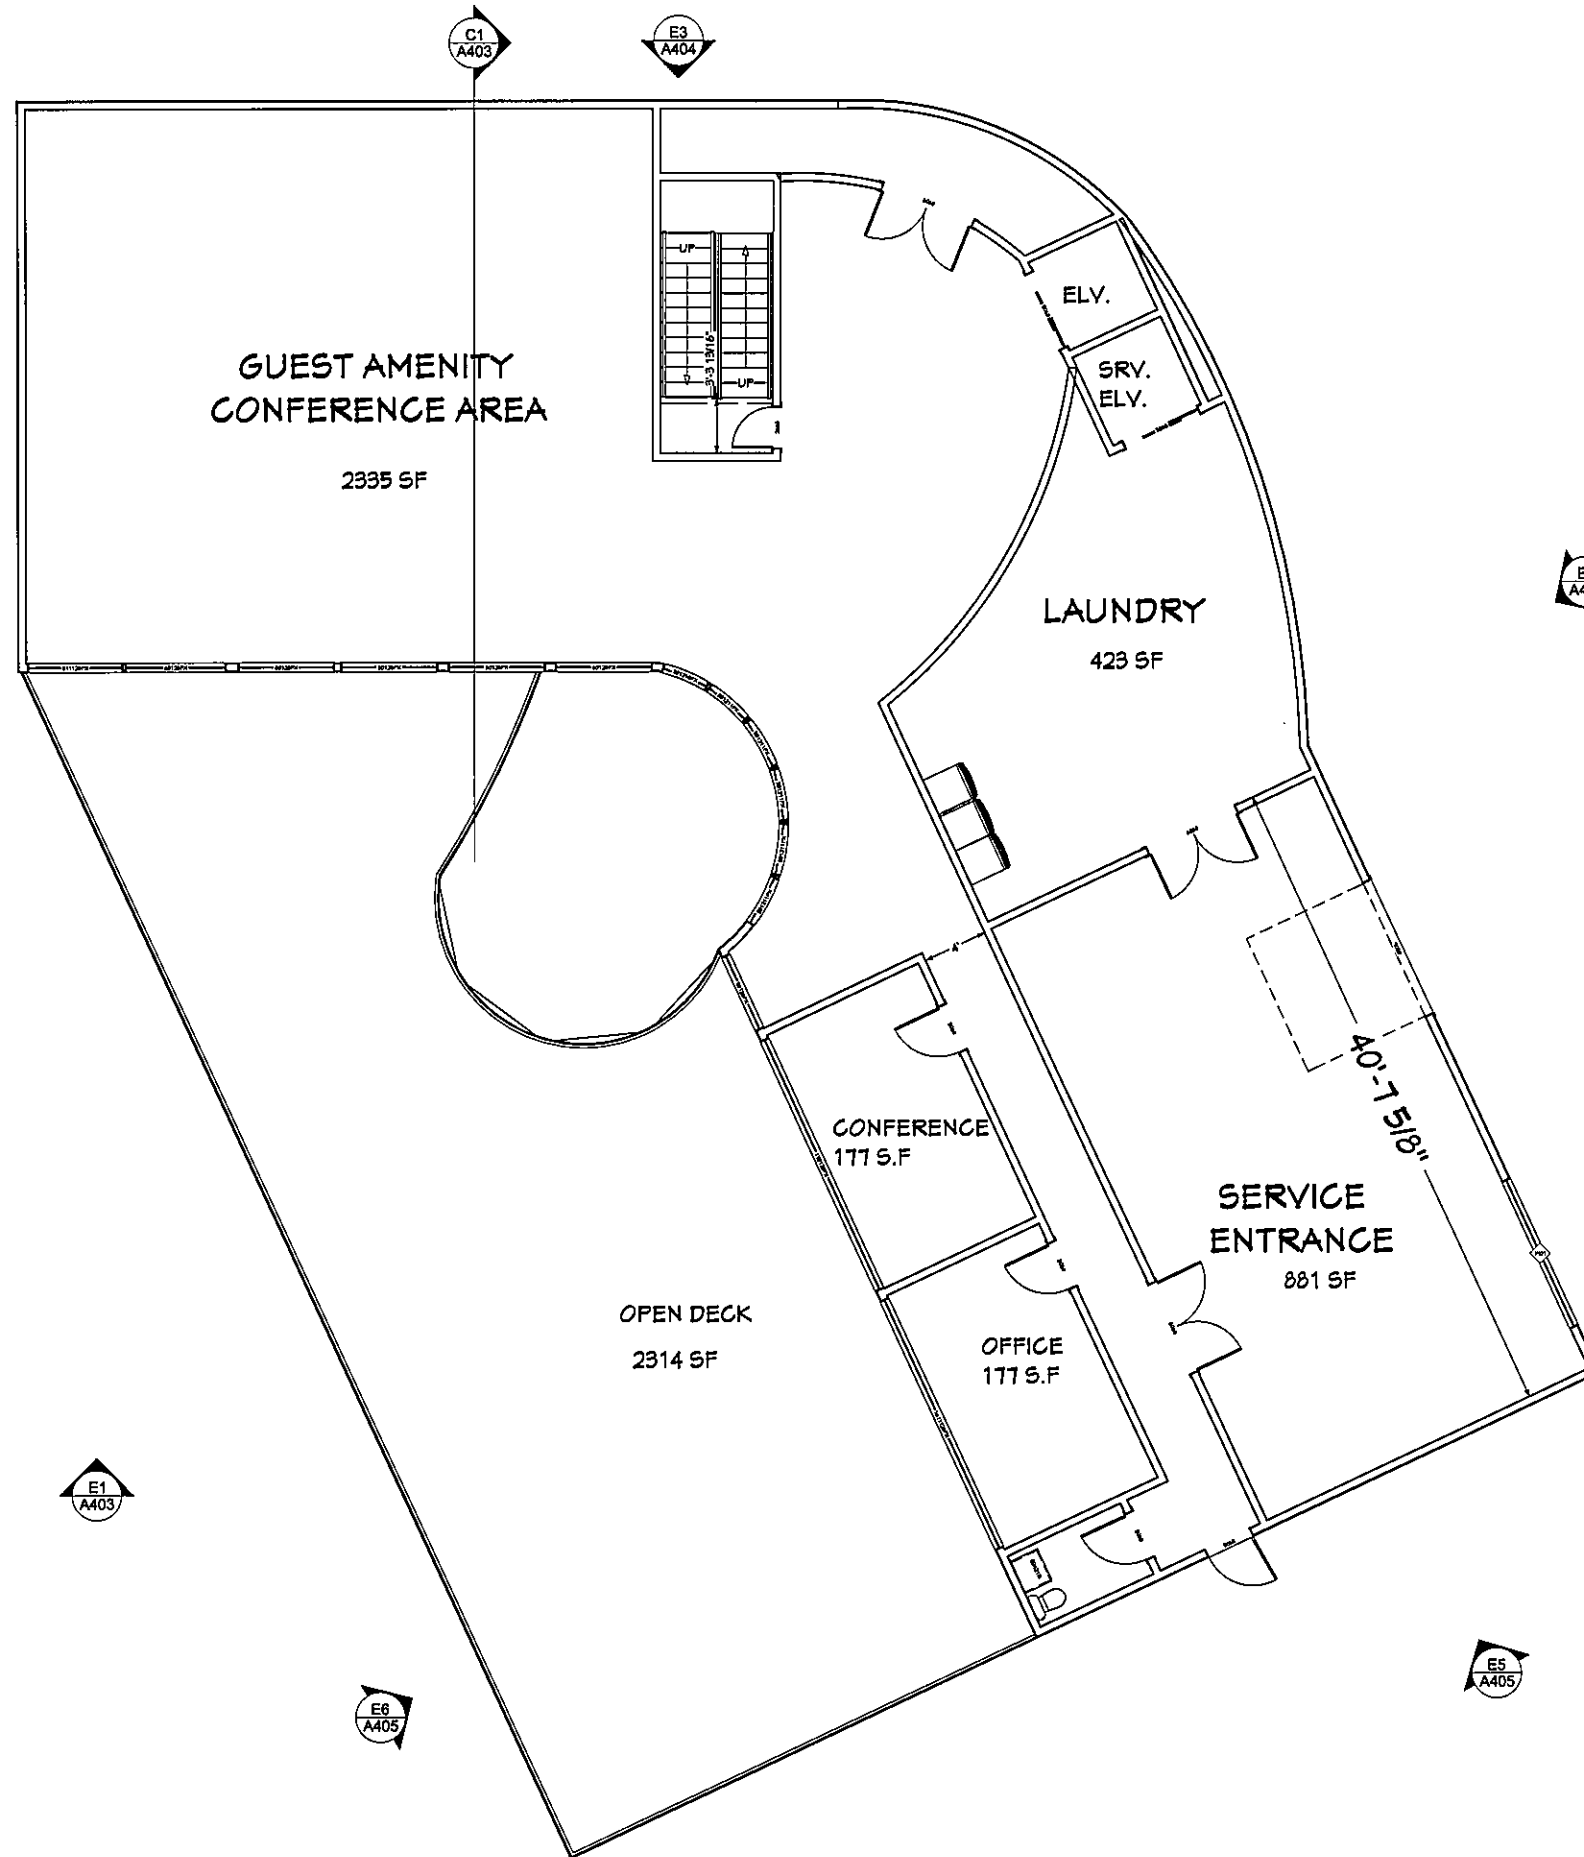 C1
A403
E3
A404
UP
ELV.
GUEST AMENITY
CONFERENCE AREA
SRV.
ELV.
UP
2335 SF
LAUNDRY
423 SF
4'
40'-7 5/8"
CONFERENCE
177 S.F
SERVICE
ENTRANCE
881 SF
OPEN DECK
2314 SF
OFFICE
177 S.F
E1
A403
E5
A405
E6
A405